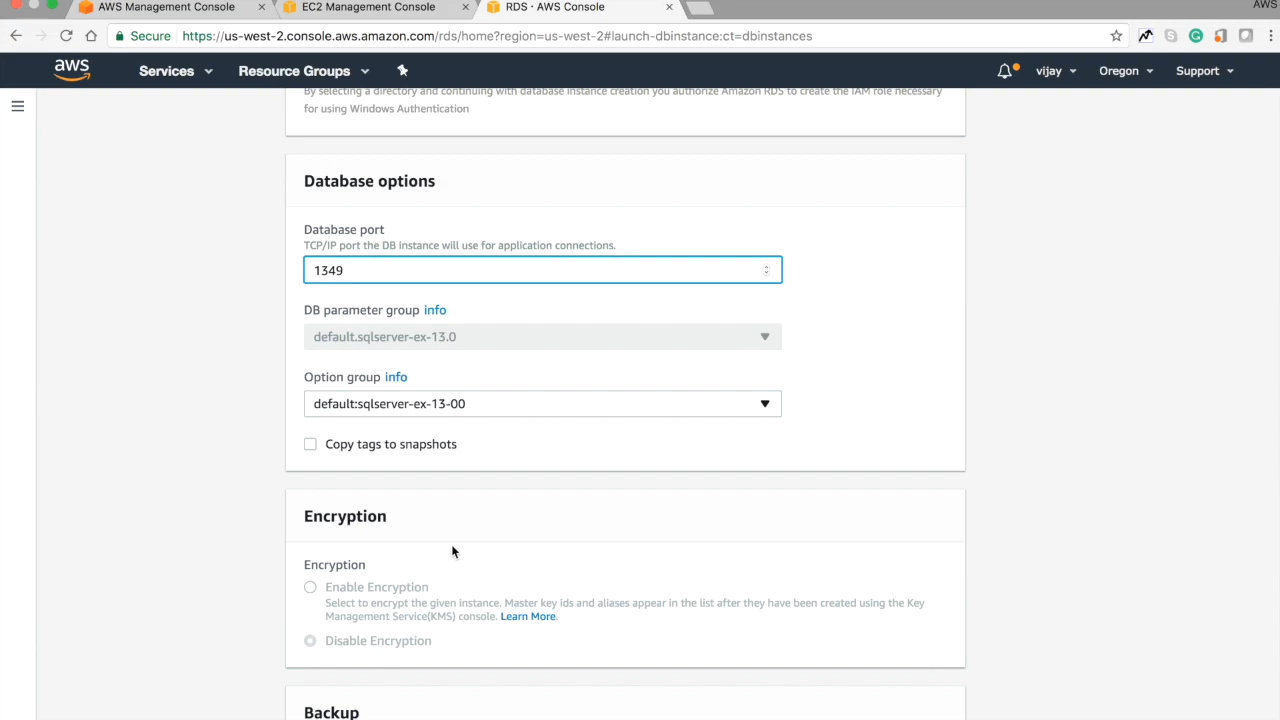 AWS Management Console
EC2 Management Console
RDS · AWS Console
AWS
Secure
https://us-west-2.console.aws.amazon.com/rds/home?region=us-west-2#launch-dbinstance:ct=dbinstances
aws
Services
Resource Groups
vijay
Oregon
Support
By selecting a directory and continuing with database instance creation you authorize Amazon RDS to create the IAM role necessary
for using Windows Authentication
Database options
Database port
TCP/IP port the DB instance will use for application connections.
1349
DB parameter group info
default.sqlserver-ex-13.0
Option group info
default:sqlserver-ex-13-00
Copy tags to snapshots
Encryption
Encryption
Enable Encryption
Select to encrypt the given instance. Master key ids and aliases appear in the list after they have been created using the Key
Management Service(KMS) console. Learn More.
Disable Encryption
Backup